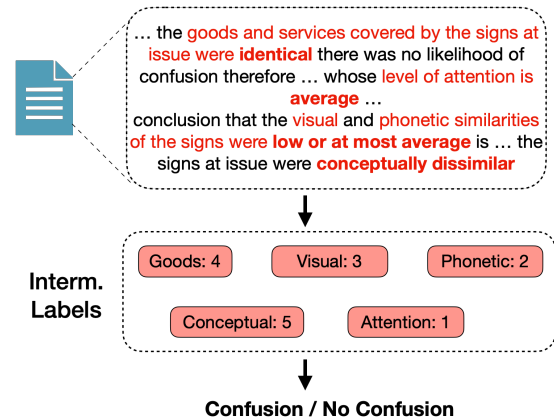 ... the goods and services covered by the signs at
issue were identical there was no likelihood of
confusion therefore ... whose level of attention is
average ...
conclusion that the visual and phonetic similarities
of the signs were low or at most average is ... the
signs at issue were conceptually dissimilar
Interm.
Labels
Goods: 4
Visual: 3
Phonetic: 2
Conceptual: 5
Attention: 1
Confusion / No Confusion